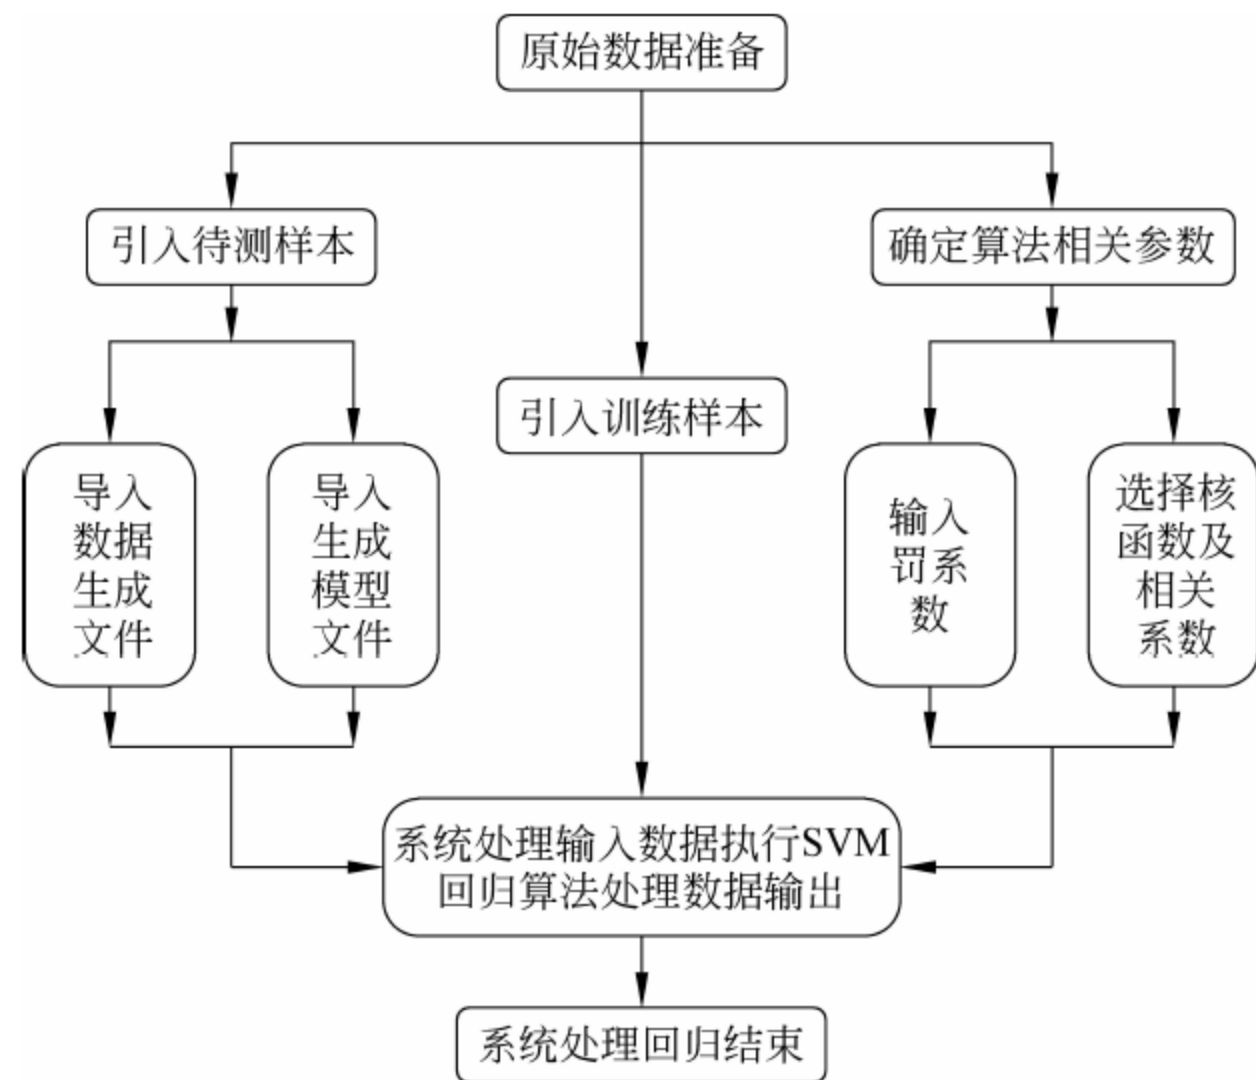 原始数据准备
引入待测样本
确定算法相关参数
引入训练样本
导入
数据
生成
文件
导入
生成
模型
文件
输入
罚系
数
选择核
函数及
相关
系数
系统处理输入数据执行SVM
回归算法处理数据输出
系统处理回归结束